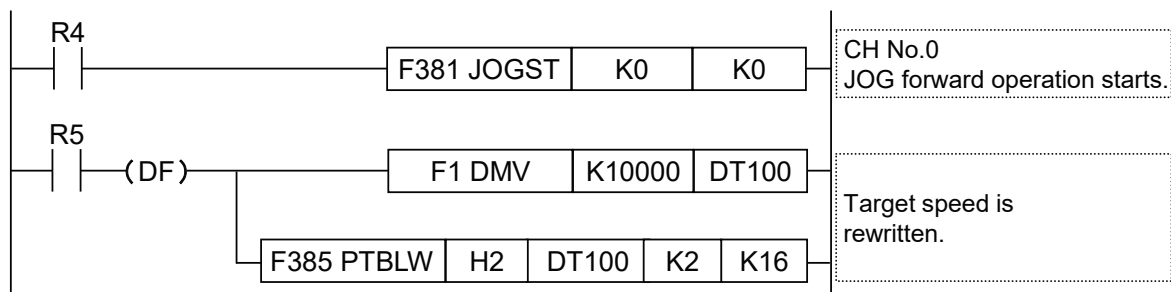 R4
F381 JOGST K0 K0
CH No.0
JOG forward operation starts.
R5
(DF)
F1 DMV K10000 DT100
Target speed is
rewritten.
F385 PTBLW H2 DT100 K2 K16